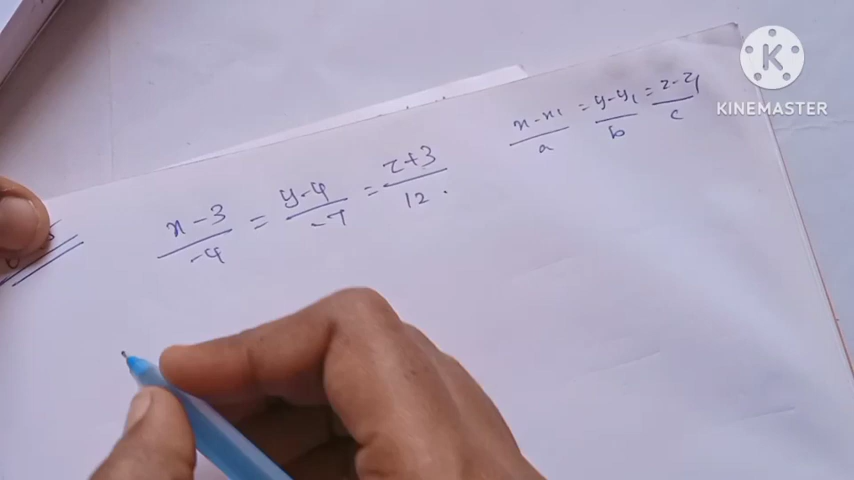 (x-3)/-4 = (y-4)/-7 = (z+3)/12.
(x-x1)/a = (y-y1)/b = (z-z1)/c
K
KINEMASTER